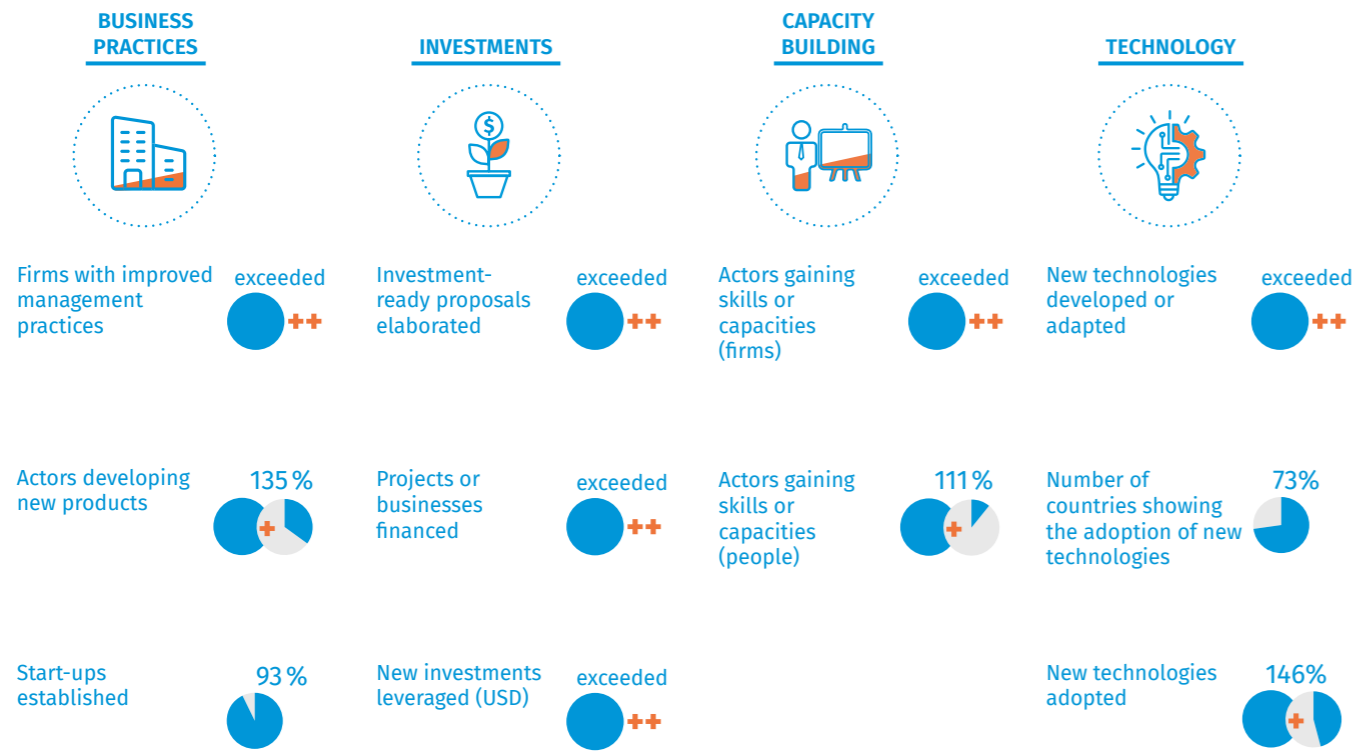 BUSINESS
PRACTICES
Firms with improved
management
practices
exceeded
++
Actors developing
new products
135 %
+
Start-ups
established
93 %
INVESTMENTS
$
Investment-
ready proposals
elaborated
exceeded
++
Projects or
businesses
financed
exceeded
++
New investments
leveraged (USD)
exceeded
++
CAPACITY
BUILDING
Actors gaining
skills or
capacities
(firms)
exceeded
++
Actors gaining
skills or
capacities
(people)
111 %
+
TECHNOLOGY
New technologies
developed or
adapted
exceeded
++
Number of
countries showing
the adoption of new
technologies
73%
New technologies
adopted
146%
+